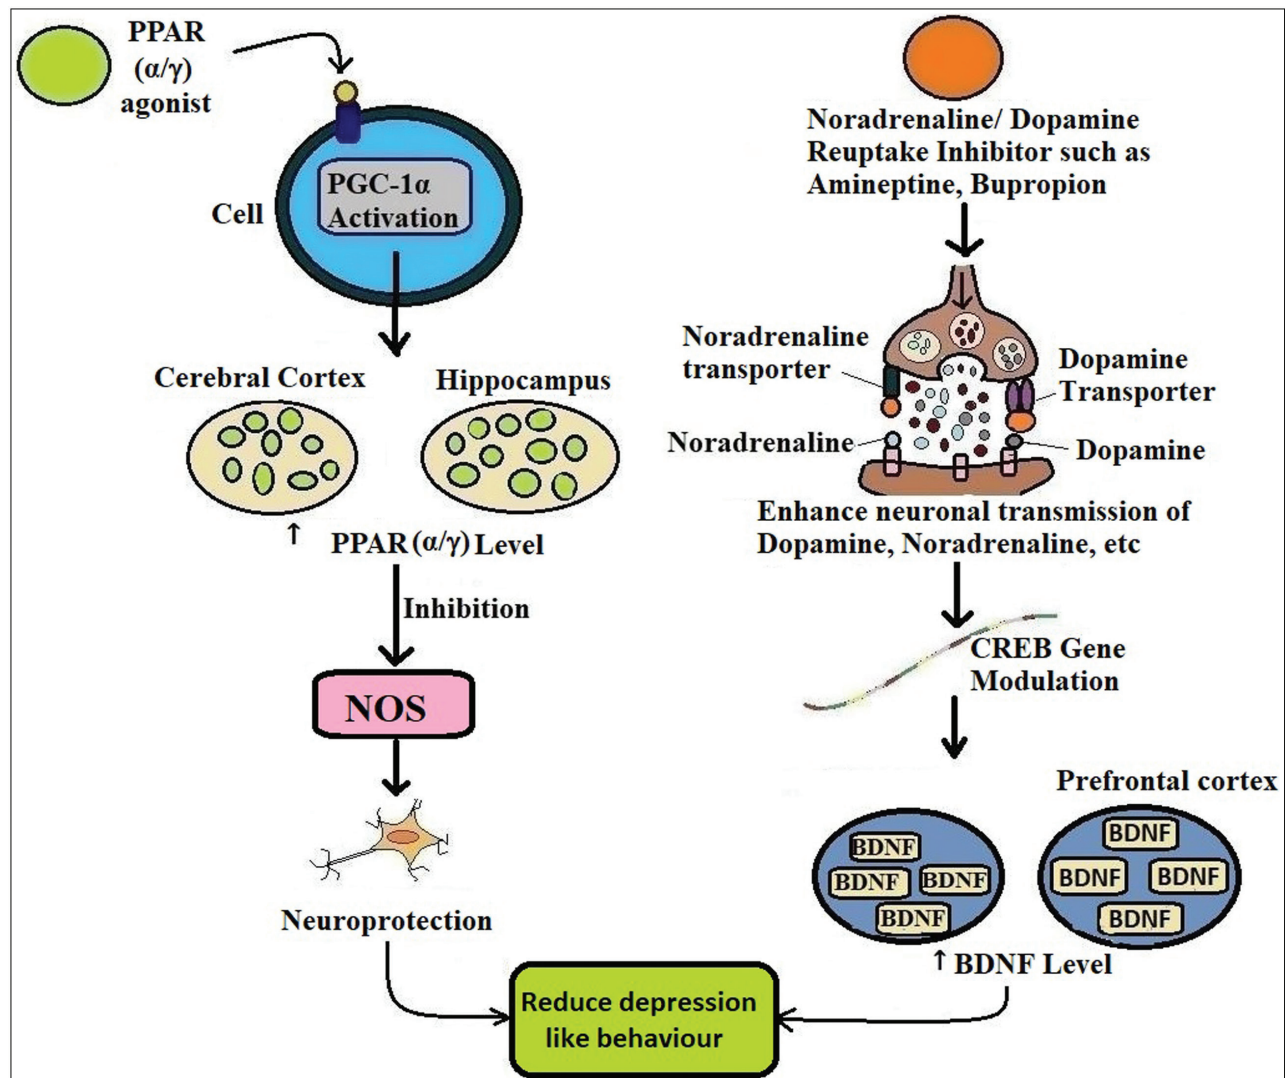 PPAR
(α/γ)
agonist
Cell
PGC-1α
Activation
Cerebral Cortex
Hippocampus
↑ PPAR (α/γ) Level
Inhibition
NOS
Neuroprotection
Noradrenaline/ Dopamine
Reuptake Inhibitor such as
Amineptine, Bupropion
Noradrenaline
transporter
Dopamine
Transporter
Noradrenaline
Dopamine
Enhance neuronal transmission of
Dopamine, Noradrenaline, etc
CREB Gene
Modulation
Prefrontal cortex
BDNF
BDNF BDNF
BDNF
BDNF
BDNF BDNF
BDNF
↑ BDNF Level
Reduce depression
like behaviour